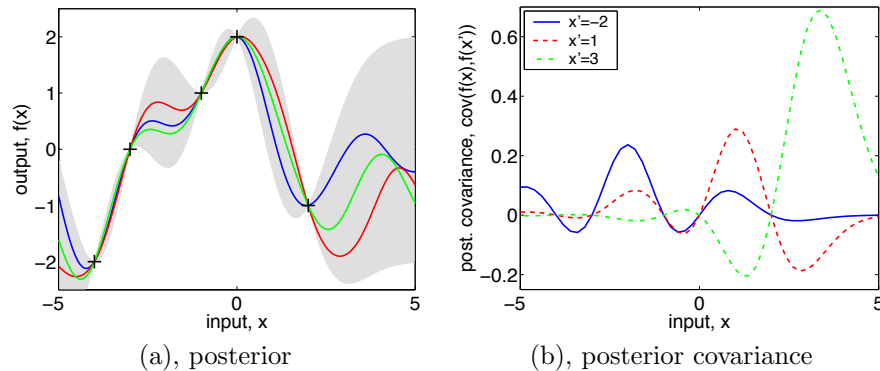 2
1
0
−1
−2
−5
0
5
output, f(x)
input, x
(a), posterior
0.6
0.4
0.2
0
−0.2
−5
0
5
post. covariance, cov(f(x),f(x'))
x'=−2
x'=1
x'=3
input, x
(b), posterior covariance